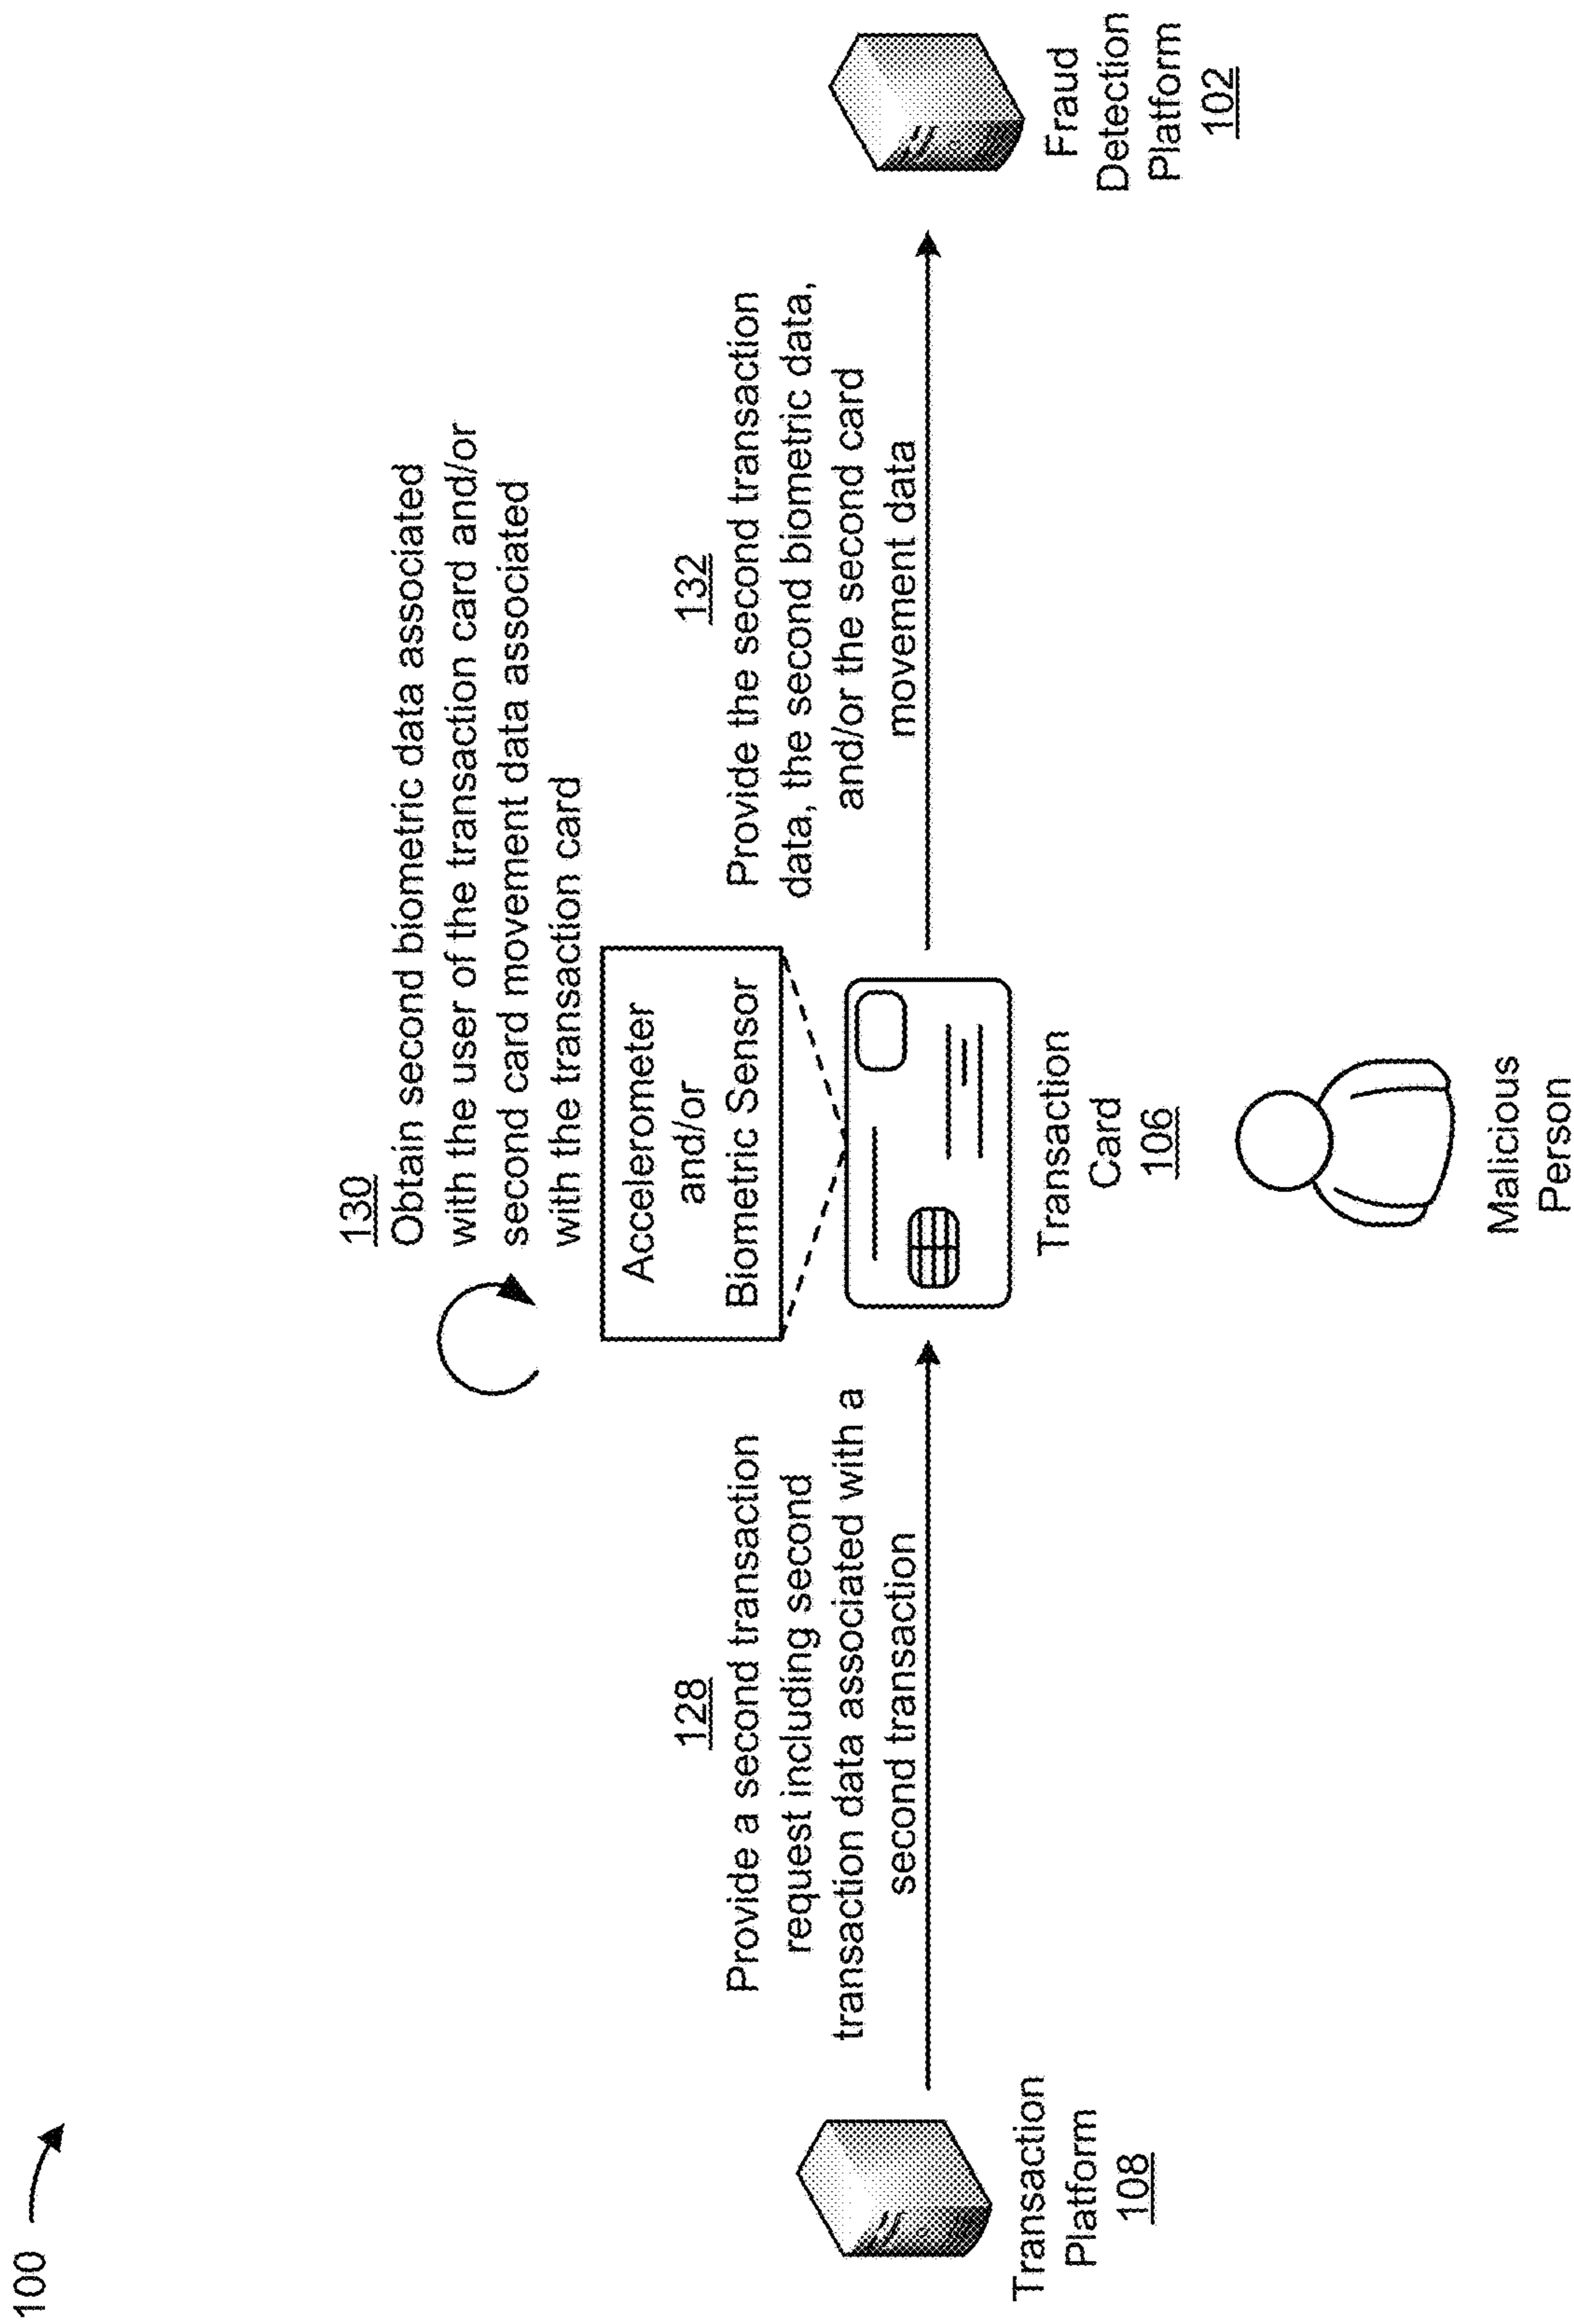 100
130
Obtain second biometric data associated
with the user of the transaction card and/or
second card movement data associated
with the transaction card
Accelerometer
and/or
Biometric Sensor
128
Provide a second transaction
request including second
transaction data associated with a
second transaction
132
Provide the second transaction
data, the second biometric data,
and/or the second card
movement data
Transaction
Platform
108
Transaction
Card
106
Fraud
Detection
Platform
102
Malicious
Person